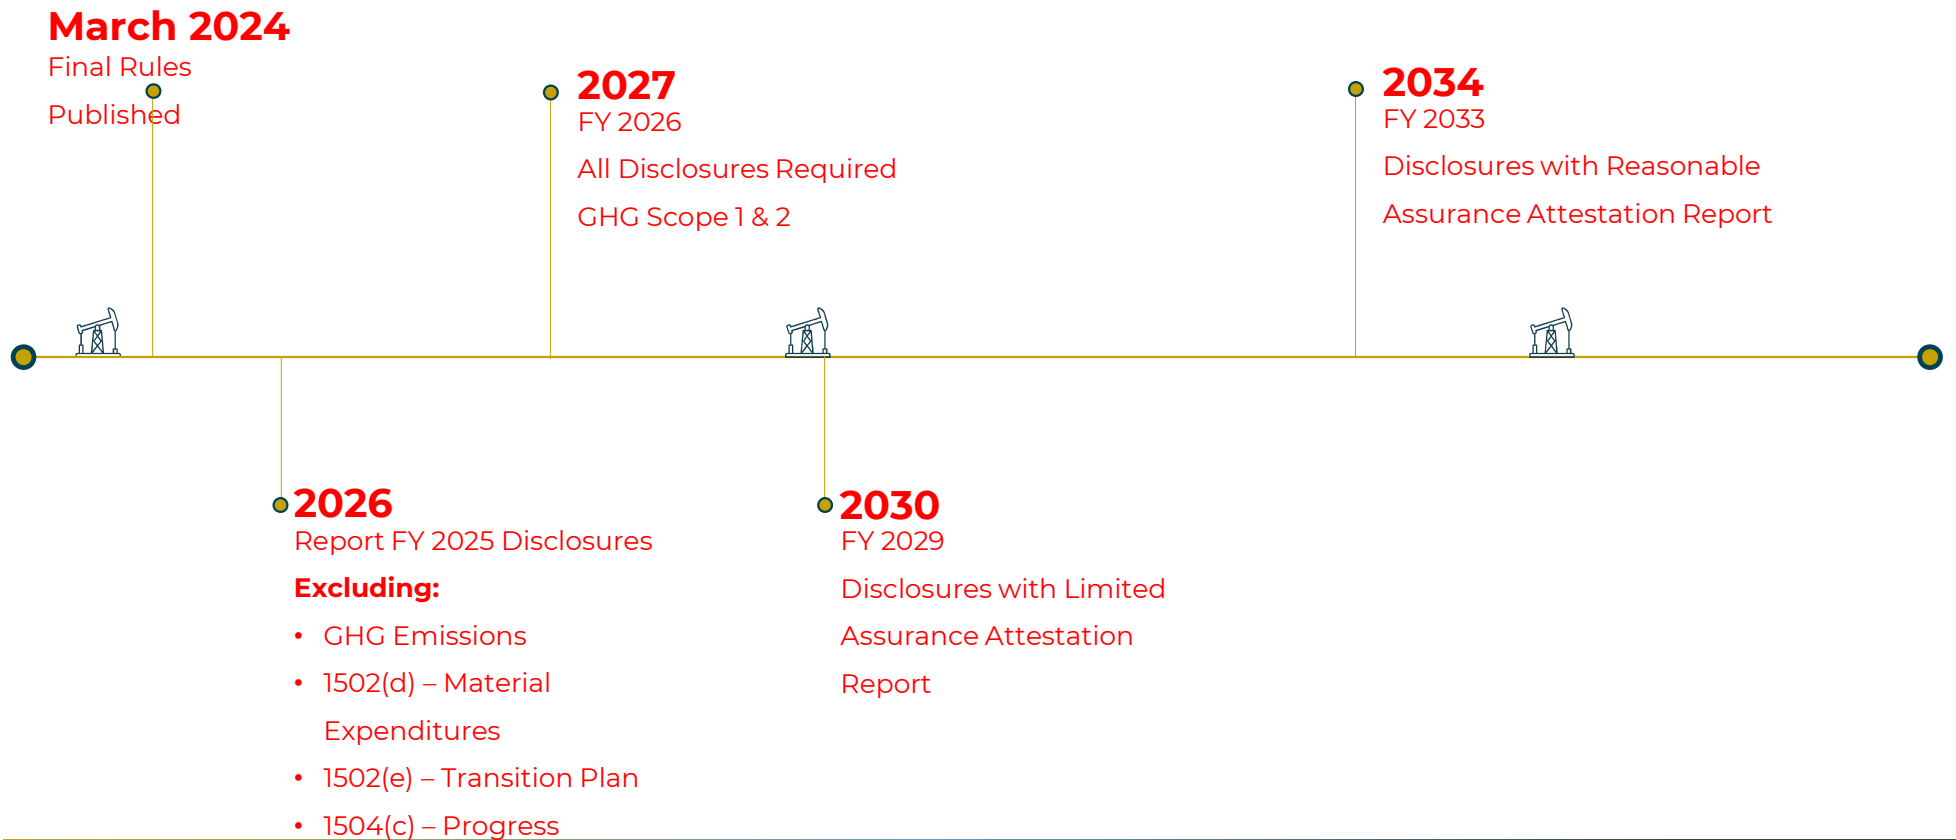 March 2024
Final Rules
Published
2027
FY 2026
All Disclosures Required
GHG Scope 1 & 2
2034
FY 2033
Disclosures with Reasonable
Assurance Attestation Report
2026
Report FY 2025 Disclosures
Excluding:
• GHG Emissions
• 1502(d) – Material
Expenditures
• 1502(e) – Transition Plan
• 1504(c) – Progress
2030
FY 2029
Disclosures with Limited
Assurance Attestation
Report